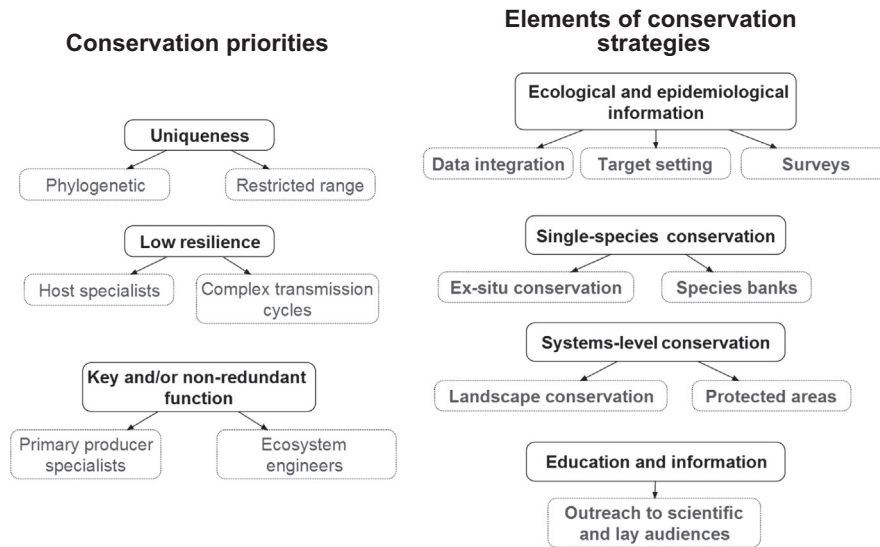 Conservation priorities
Uniqueness
Phylogenetic
Restricted range
Low resilience
Host specialists
Complex transmission
cycles
Key and/or non-redundant
function
Primary producer
specialists
Ecosystem
engineers
Elements of conservation
strategies
Ecological and epidemiological
information
Data integration
Target setting
Surveys
Single-species conservation
Ex-situ conservation
Species banks
Systems-level conservation
Landscape conservation
Protected areas
Education and information
Outreach to scientific
and lay audiences